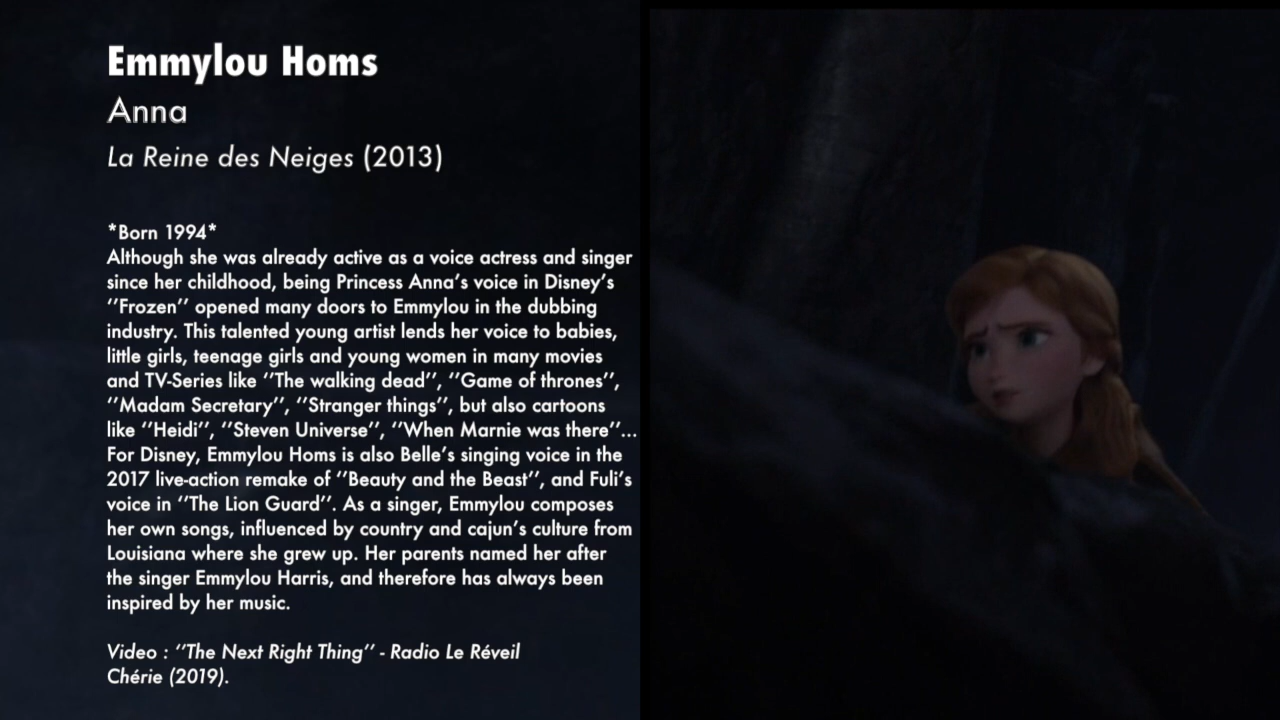 Emmylou Homs
Anna
La Reine des Neiges (2013)
*Born 1994*
Although she was already active as a voice actress and singer
since her childhood, being Princess Anna’s voice in Disney’s
‘‘Frozen’’ opened many doors to Emmylou in the dubbing
industry. This talented young artist lends her voice to babies,
little girls, teenage girls and young women in many movies
and TV-Series like ‘‘The walking dead’’, ‘‘Game of thrones’’,
‘‘Madam Secretary’’, ‘‘Stranger things’’, but also cartoons
like ‘‘Heidi’’, ‘‘Steven Universe’’, ‘‘When Marnie was there’’...
For Disney, Emmylou Homs is also Belle’s singing voice in the
2017 live-action remake of ‘‘Beauty and the Beast’’, and Fuli’s
voice in ‘‘The Lion Guard’’. As a singer, Emmylou composes
her own songs, influenced by country and cajun’s culture from
Louisiana where she grew up. Her parents named her after
the singer Emmylou Harris, and therefore has always been
inspired by her music.
Video : ‘‘The Next Right Thing’’ - Radio Le Réveil
Chérie (2019).